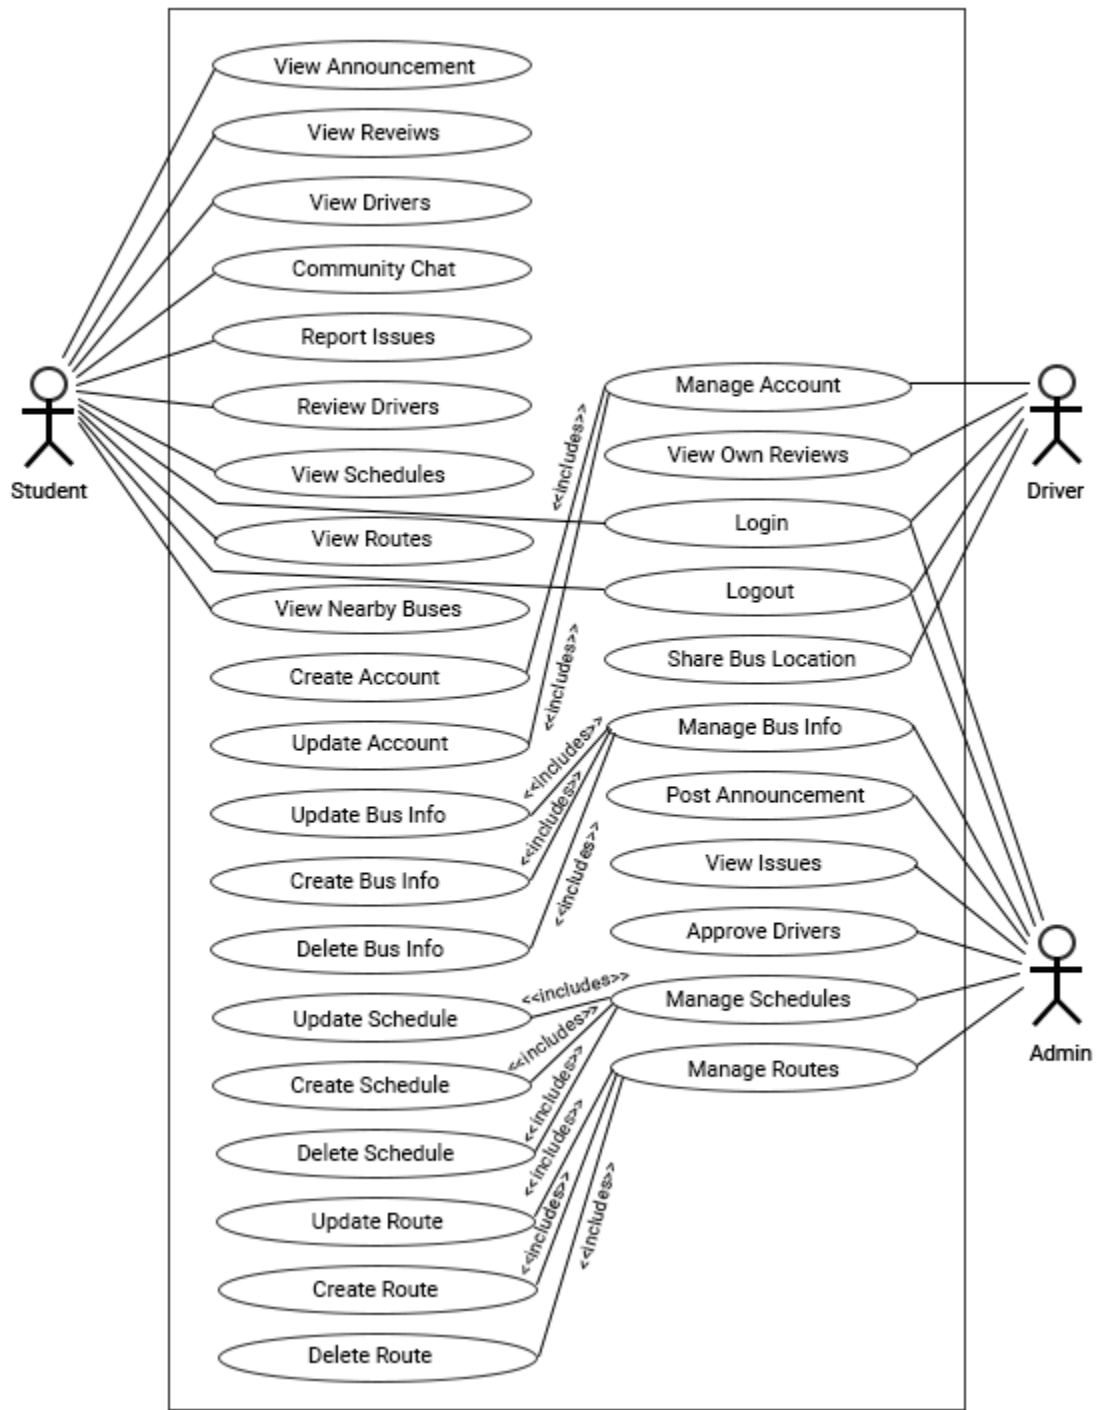 View Announcement
View Reveiws
View Drivers
Community Chat
Report Issues
Review Drivers
View Schedules
View Routes
View Nearby Buses
Create Account
Update Account
Update Bus Info
Create Bus Info
Delete Bus Info
Update Schedule
Create Schedule
Delete Schedule
Update Route
Create Route
Delete Route
Student
<<includes>>
<<includes>>
<<includes>>
<<includes>>
<<includes>>
<<includes>>
<<includes>>
<<includes>>
<<includes>>
<<includes>>
<<includes>>
Manage Account
View Own Reviews
Login
Logout
Share Bus Location
Manage Bus Info
Post Announcement
View Issues
Approve Drivers
Manage Schedules
Manage Routes
Driver
Admin